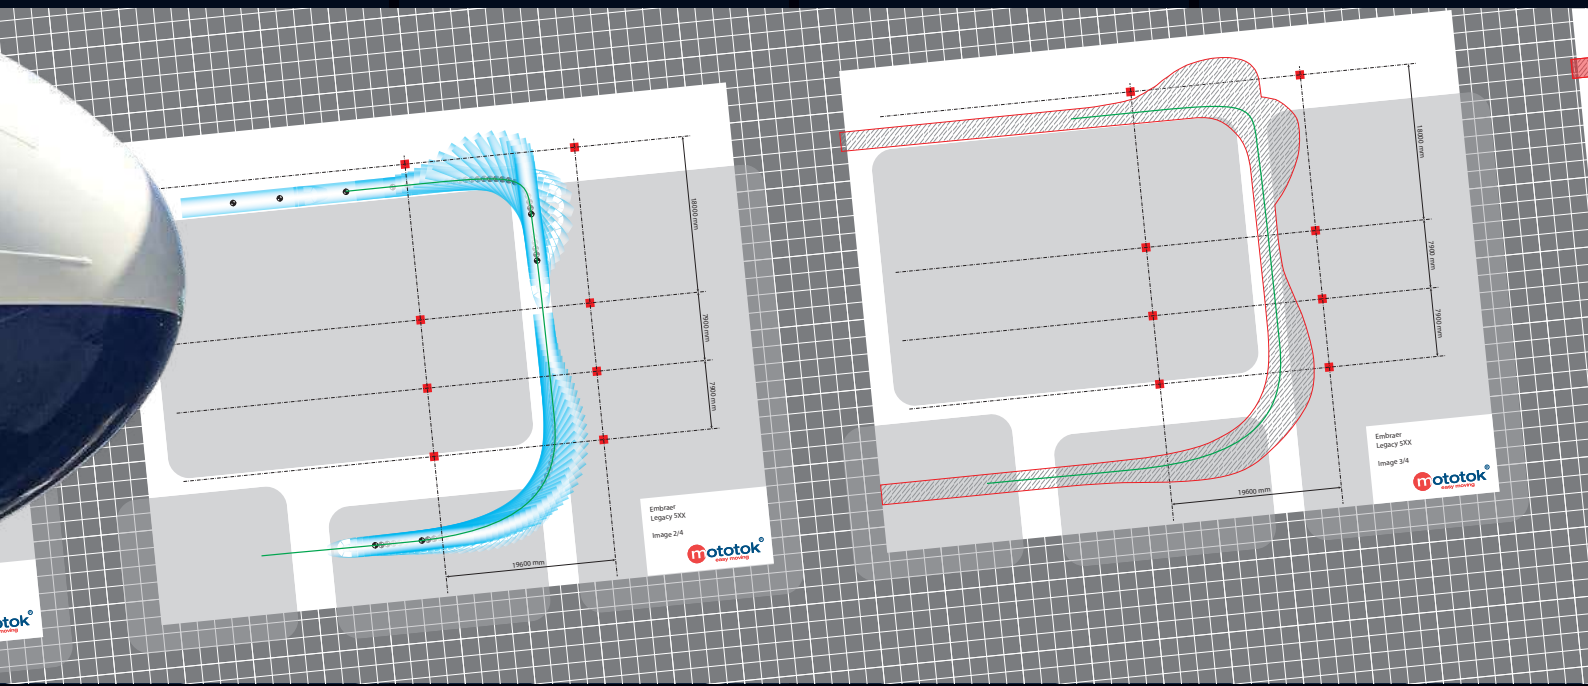 18000 mm
7900 mm
7900 mm
19600 mm
Embraer
Legacy 5XX
Image 2/4
mototok®
easy moving
18000 mm
7900 mm
7900 mm
19600 mm
Embraer
Legacy 5XX
Image 3/4
mototok®
easy moving
otok®
moving